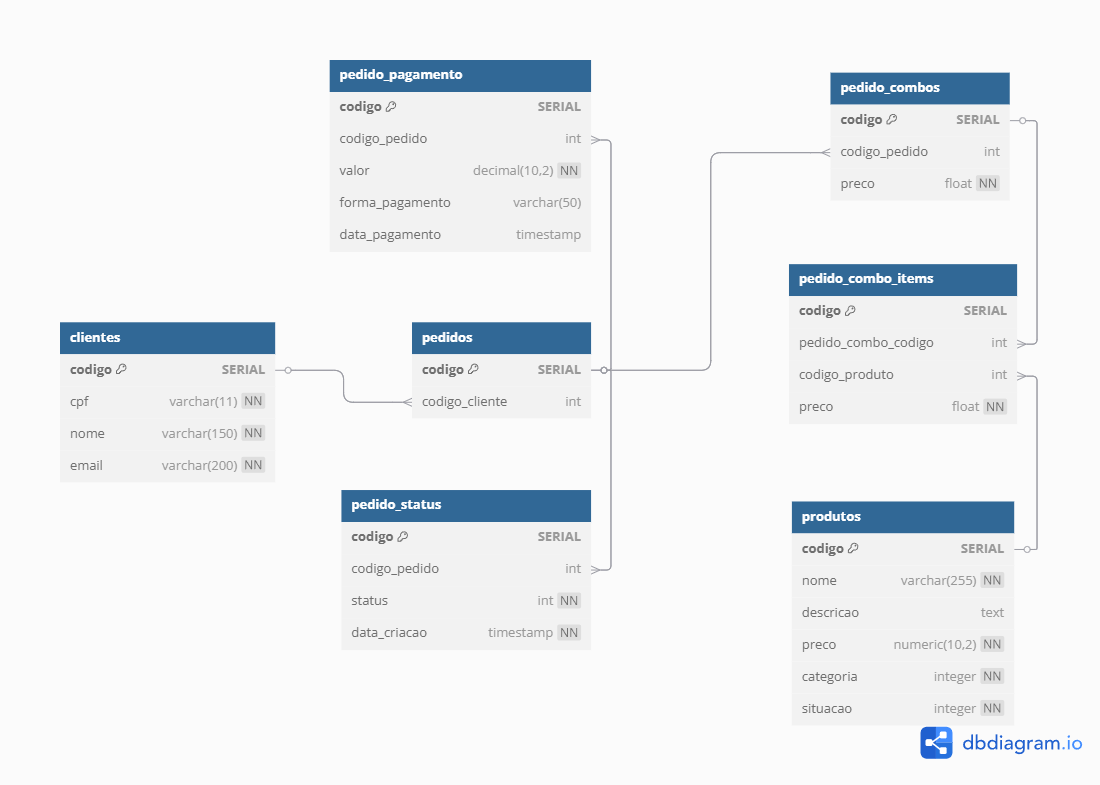 pedido_pagamento
codigo SERIAL
codigo_pedido int
valor decimal(10,2) NN
forma_pagamento varchar(50)
data_pagamento timestamp
pedido_combos
codigo SERIAL
codigo_pedido int
preco float NN
pedido_combo_items
codigo SERIAL
pedido_combo_codigo int
codigo_produto int
preco float NN
clientes
codigo SERIAL
cpf varchar(11) NN
nome varchar(150) NN
email varchar(200) NN
pedidos
codigo SERIAL
codigo_cliente int
pedido_status
codigo SERIAL
codigo_pedido int
status int NN
data_criacao timestamp NN
produtos
codigo SERIAL
nome varchar(255) NN
descricao text
preco numeric(10,2) NN
categoria integer NN
situacao integer NN
dbdiagram.io